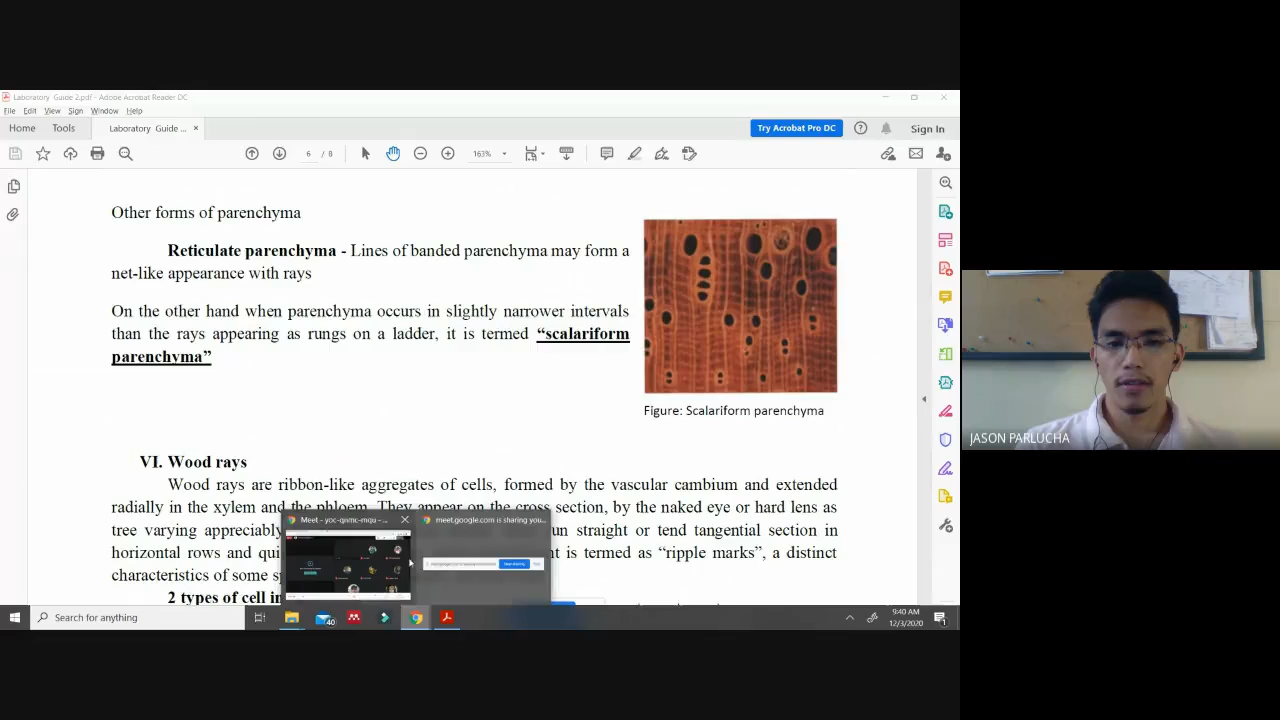 Laboratory Guide 2.pdf - Adobe Acrobat Reader DC
File Edit View Sign Window Help
Home Tools Laboratory Guide ... × Try Acrobat Pro DC Sign In
6 / 8 163%
Other forms of parenchyma
Reticulate parenchyma - Lines of banded parenchyma may form a
net-like appearance with rays
On the other hand when parenchyma occurs in slightly narrower intervals
than the rays appearing as rungs on a ladder, it is termed “scalariform
parenchyma”
Figure: Scalariform parenchyma
JASON PARLUCHA
VI. Wood rays
Wood rays are ribbon-like aggregates of cells, formed by the vascular cambium and extended
radially in the xylem and the phloem. They appear on the cross section, by the naked eye or hard lens as
tree varying appreciably un straight or tend tangential section in
horizontal rows and qui t is termed as “ripple marks”, a distinct
characteristics of some s
2 types of cell in
meet.google.com is sharing you...
Search for anything
40
9:40 AM
12/3/2020